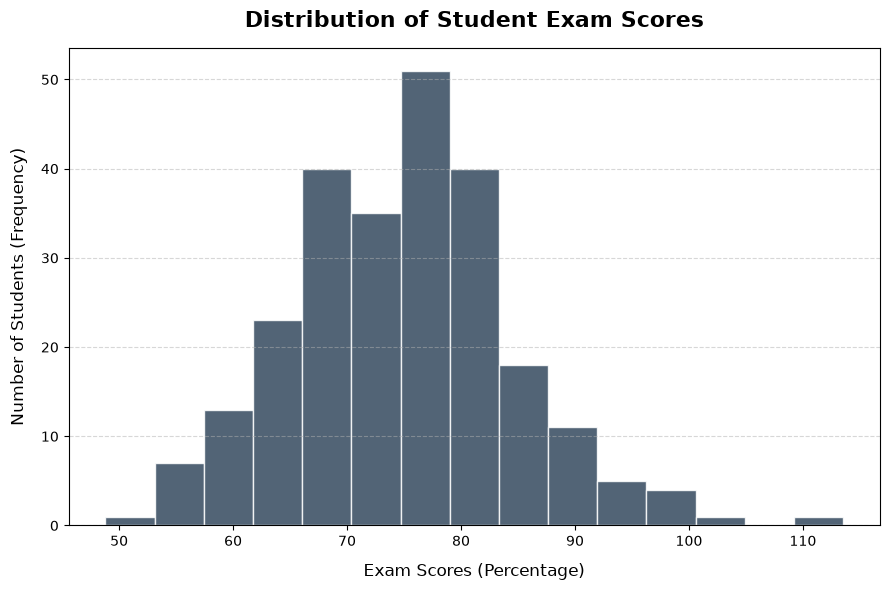 Distribution of Student Exam Scores
Number of Students (Frequency)
50
40
30
20
10
0
50 60 70 80 90 100 110
Exam Scores (Percentage)